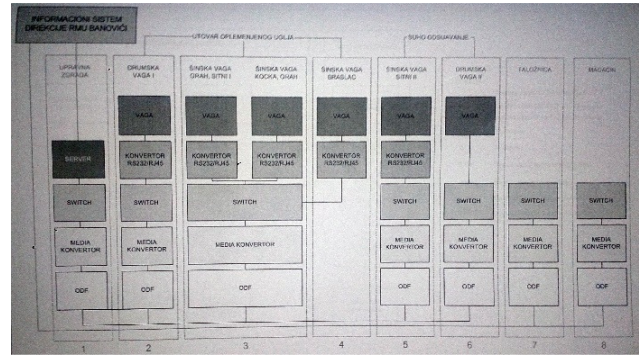 INFORMACIONI SISTEM
DIREKCIJE RMU BANOVIĆI
UTOVAR OPLEMENJENOG UGLJA
SUHO ODSIJAVANJE
UPRAVNA
ZGRADA
DRUMSKA
VAGA I
ŠINSKA VAGA
GRAH, SITNI I
ŠINSKA VAGA
KOCKA, ORAH
ŠINSKA VAGA
GRASLAC
ŠINSKA VAGA
SITNI II
DRUMSKA
VAGA V
TALOŽNICA
MAGACIN
VAGA
VAGA
VAGA
VAGA
VAGA
VAGA
SERVER
KONVERTOR
RS232/RJ45
KONVERTOR
RS232/RJ45
KONVERTOR
RS232/RJ45
KONVERTOR
RS232/RJ45
KONVERTOR
RS232/RJ45
SWITCH
SWITCH
SWITCH
SWITCH
SWITCH
SWITCH
SWITCH
MEDIA
KONVERTOR
MEDIA
KONVERTOR
MEDIA KONVERTOR
MEDIA
KONVERTOR
MEDIA
KONVERTOR
MEDIA
KONVERTOR
MEDIA
KONVERTOR
ODF
ODF
ODF
ODF
ODF
ODF
ODF
1
2
3
4
5
6
7
8